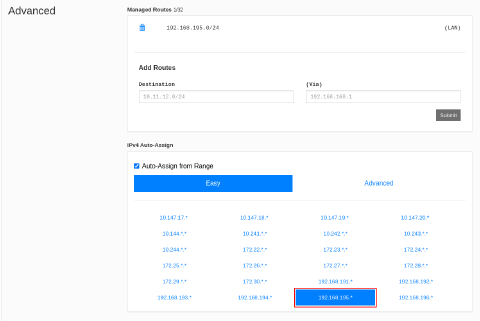 Advanced
Managed Routes 1/32
192.168.195.0/24 (LAN)
Add Routes
Destination (Via)
10.11.12.0/24 192.168.168.1
Submit
IPv4 Auto-Assign
Auto-Assign from Range
Easy Advanced
10.147.17.* 10.147.18.* 10.147.19.* 10.147.20.*
10.144.*.* 10.241.*.* 10.242.*.* 10.243.*.*
10.244.*.* 172.22.*.* 172.23.*.* 172.24.*.*
172.25.*.* 172.26.*.* 172.27.*.* 172.28.*.*
172.29.*.* 172.30.*.* 192.168.191.* 192.168.192.*
192.168.193.* 192.168.194.* 192.168.195.* 192.168.196.*